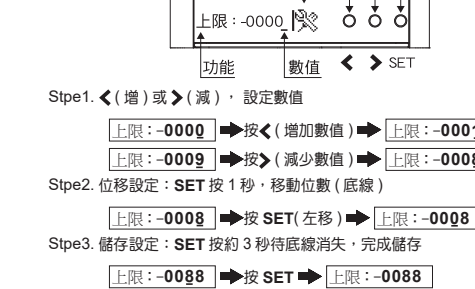 上限：-0000
功能 數值 ❮ ❯ SET
Stpe1. ❮ ( 增 ) 或 ❯ ( 減 ) ， 設定數值
上限：-0000 ➡按❮ ( 增加數值 ) ➡ 上限：-0001
上限：-0009 ➡按❯ ( 減少數值 ) ➡ 上限：-0008
Stpe2. 位移設定：SET 按 1 秒，移動位數 ( 底線 )
上限：-0008 ➡按 SET( 左移 ) ➡ 上限：-0008
Stpe3. 儲存設定：SET 按約 3 秒待底線消失，完成儲存
上限：-0088 ➡按 SET ➡ 上限：-0088